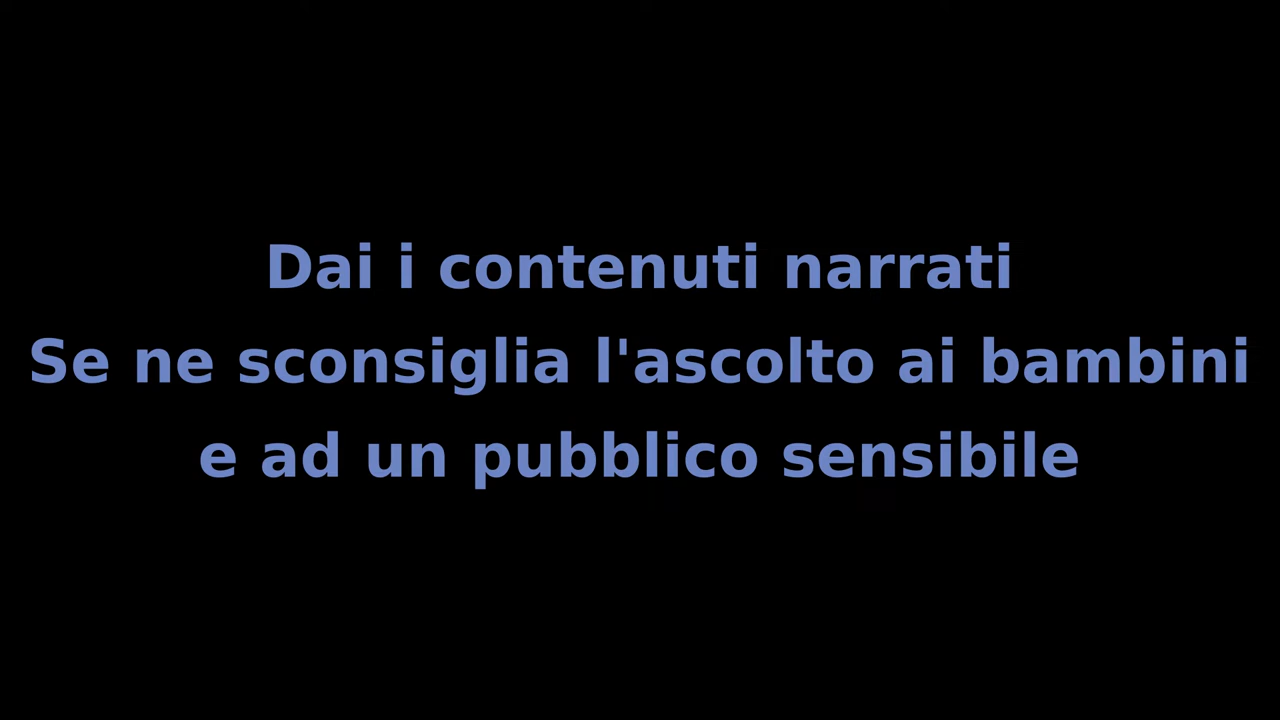 Dai i contenuti narrati
Se ne sconsiglia l'ascolto ai bambini
e ad un pubblico sensibile